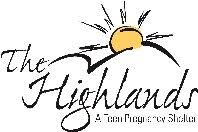 The
Highlands
A Teen Pregnancy Shelter